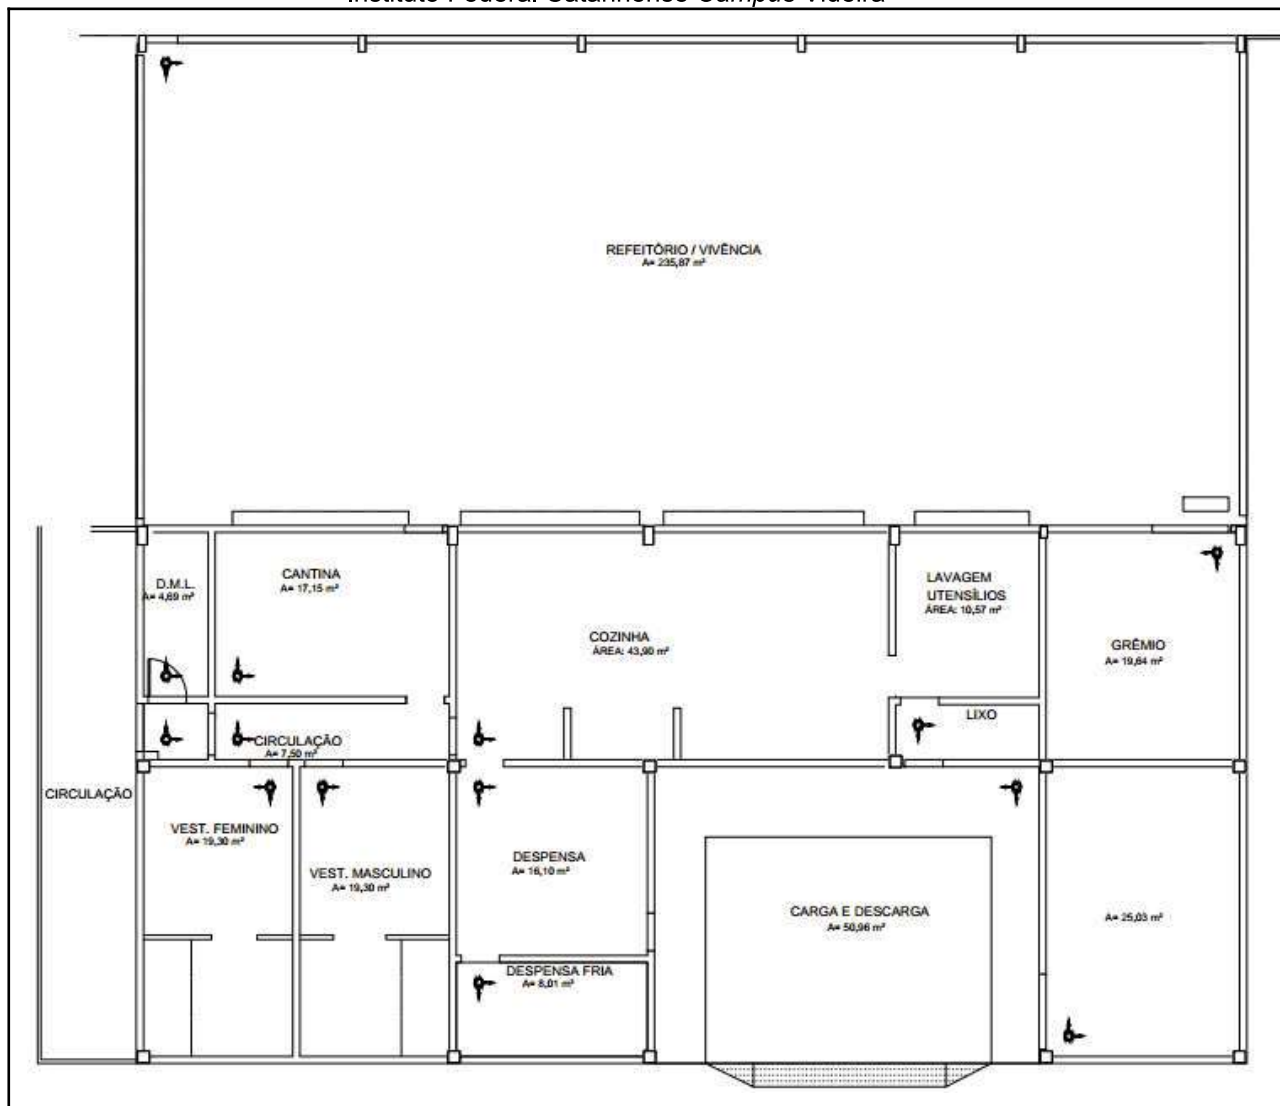 Instituto Federal Catarinense Campus Videira
REFEITÓRIO / VIVÊNCIA
A= 235,87 m²
D.M.L.
A= 4,69 m²
CANTINA
A= 17,15 m²
COZINHA
ÁREA: 43,90 m²
LAVAGEM
UTENSÍLIOS
ÁREA: 10,57 m²
GRÊMIO
A= 19,64 m²
LIXO
CIRCULAÇÃO
A= 7,50 m²
CIRCULAÇÃO
VEST. FEMININO
A= 19,30 m²
VEST. MASCULINO
A= 19,30 m²
DESPENSA
A= 16,10 m²
CARGA E DESCARGA
A= 50,96 m²
A= 25,03 m²
DESPENSA FRIA
A= 8,01 m²